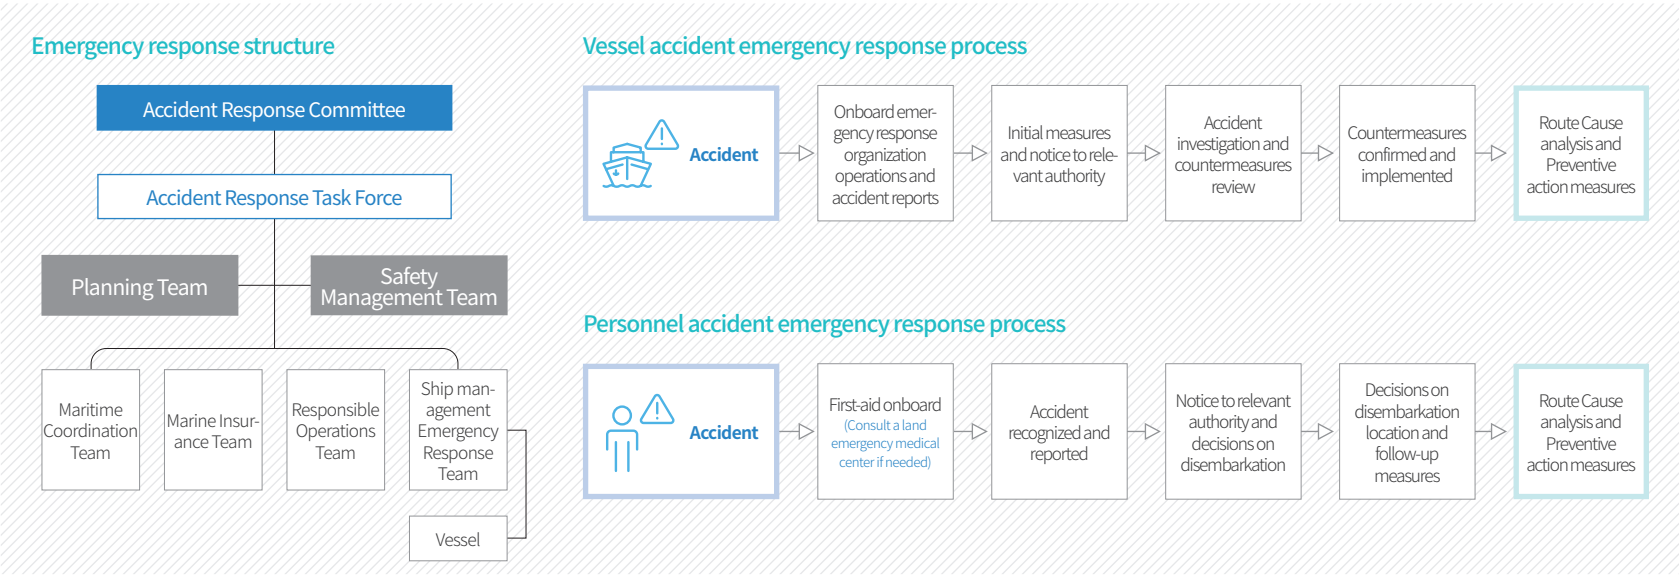 Emergency response structure
Accident Response Committee
Accident Response Task Force
Planning Team
Safety
Management Team
Maritime
Coordination
Team
Marine Insur-
ance Team
Responsible
Operations
Team
Ship man-
agement
Emergency
Response
Team
Vessel
Vessel accident emergency response process
Accident
Onboard emer-
gency response
organization
operations and
accident reports
Initial measures
and notice to rele-
vant authority
Accident
investigation and
countermeasures
review
Countermeasures
confirmed and
implemented
Route Cause
analysis and
Preventive
action measures
Personnel accident emergency response process
Accident
First-aid onboard
(Consult a land
emergency medical
center if needed)
Accident
recognized and
reported
Notice to relevant
authority and
decisions on
disembarkation
Decisions on
disembarkation
location and
follow-up
measures
Route Cause
analysis and
Preventive
action measures